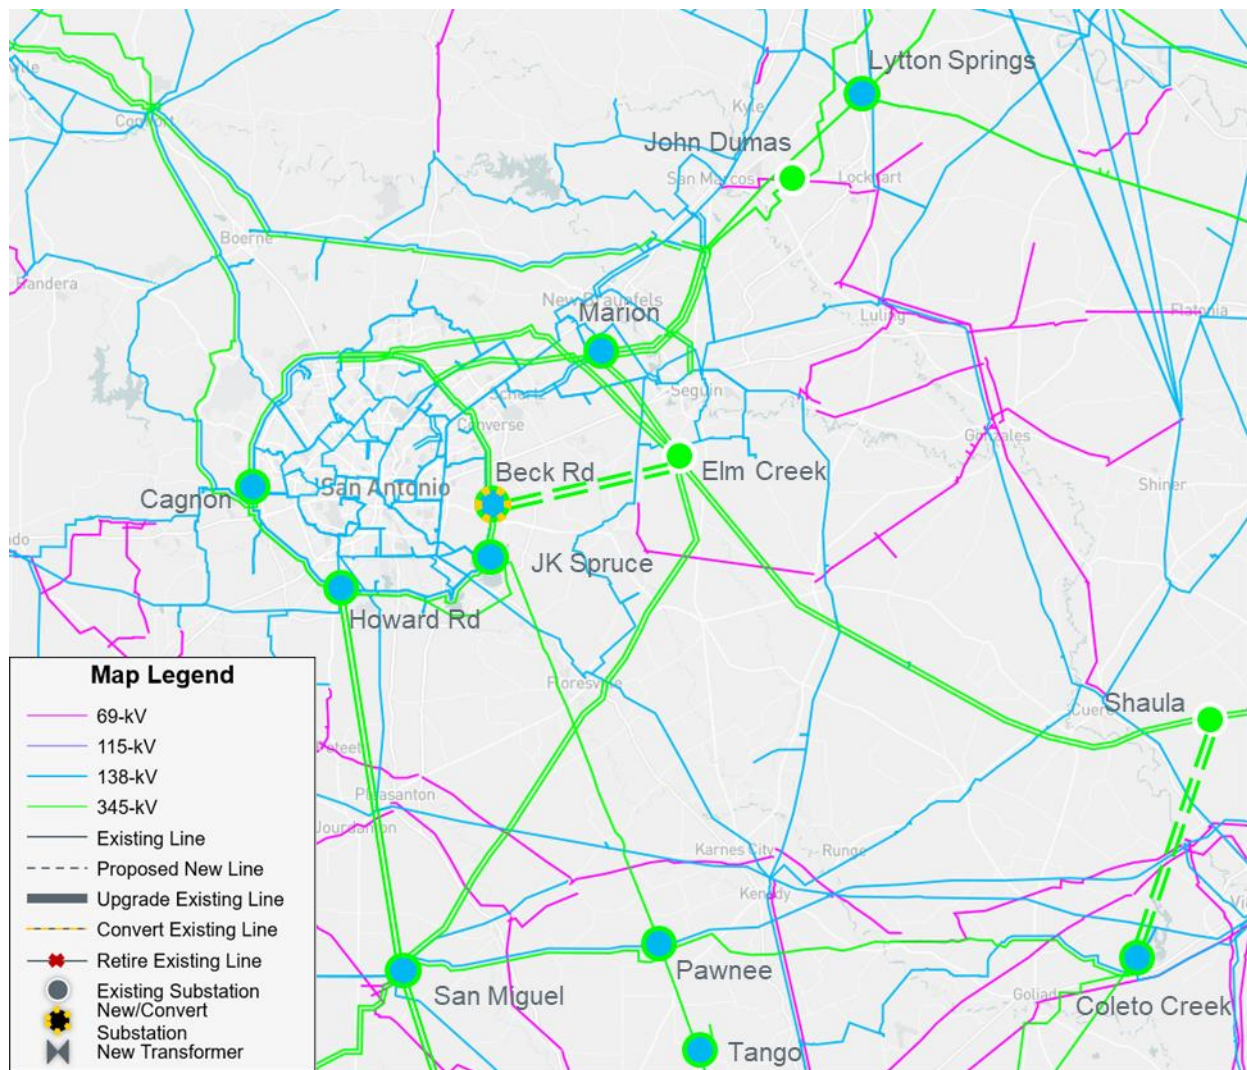 Lytton Springs
Kyle
John Dumas
San Marcos
Lockhart
Comfort
Boerne
Bandera
New Braunfels
Marion
Luling
Flatonia
Schertz
Seguin
Converse
Gonzales
Beck Rd
Elm Creek
Shiner
San Antonio
Cagnon
JK Spruce
Howard Rd
Floresville
Shaula
Cuero
Poteet
Pleasanton
Jourdanton
Karnes City
Runge
Kenedy
Pawnee
San Miguel
Goliad
Coleto Creek
Tango
Map Legend
69-kV
115-kV
138-kV
345-kV
Existing Line
Proposed New Line
Upgrade Existing Line
Convert Existing Line
Retire Existing Line
Existing Substation
New/Convert
Substation
New Transformer